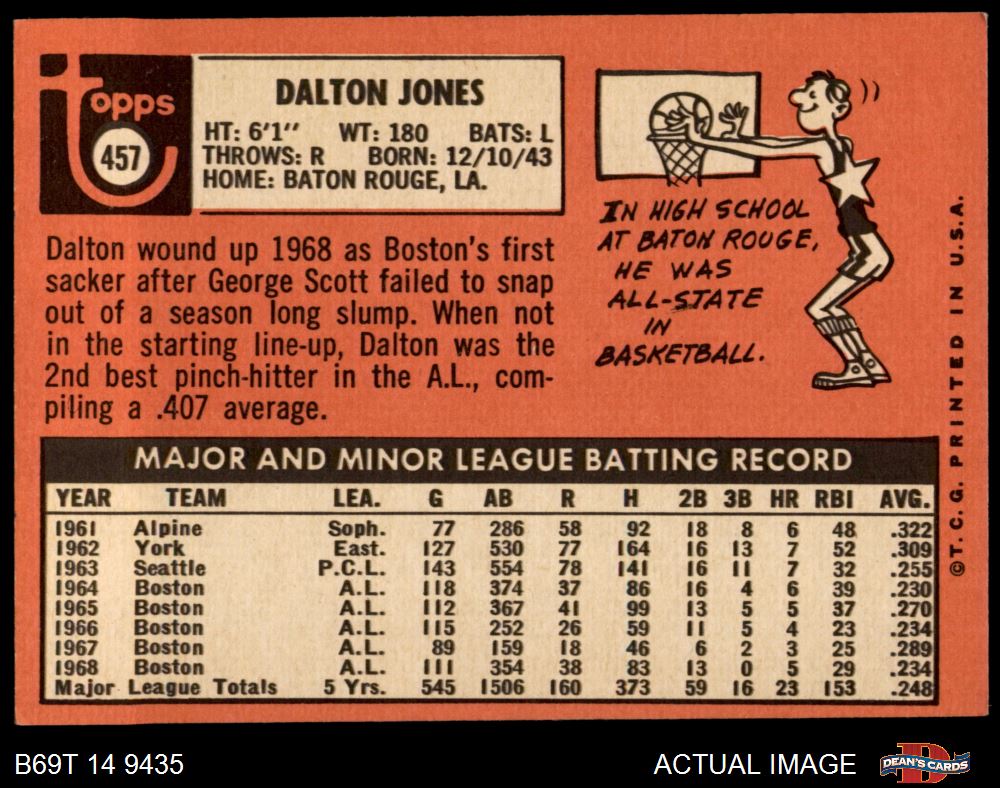 Topps
457
DALTON JONES
HT: 6'1" WT: 180 BATS: L
THROWS: R BORN: 12/10/43
HOME: BATON ROUGE, LA.
Dalton wound up 1968 as Boston's first
sacker after George Scott failed to snap
out of a season long slump. When not
in the starting line-up, Dalton was the
2nd best pinch-hitter in the A.L., com-
piling a .407 average.
IN HIGH SCHOOL
AT BATON ROUGE,
HE WAS
ALL-STATE
IN
BASKETBALL.
©T. C. G. PRINTED IN U.S.A.
MAJOR AND MINOR LEAGUE BATTING RECORD
YEAR TEAM LEA. G AB R H 2B 3B HR RBI AVG.
1961 Alpine Soph. 77 286 58 92 18 8 6 48 .322
1962 York East. 127 530 77 164 16 13 7 52 .309
1963 Seattle P.C.L. 143 554 78 141 16 11 7 32 .255
1964 Boston A.L. 118 374 37 86 16 4 6 39 .230
1965 Boston A.L. 112 367 41 99 13 5 5 37 .270
1966 Boston A.L. 115 252 26 59 11 5 4 23 .234
1967 Boston A.L. 89 159 18 46 6 2 3 25 .289
1968 Boston A.L. 111 354 38 83 13 0 5 29 .234
Major League Totals 5 Yrs. 545 1506 160 373 59 16 23 153 .248
B69T 14 9435
ACTUAL IMAGE
D
DEAN'S CARDS